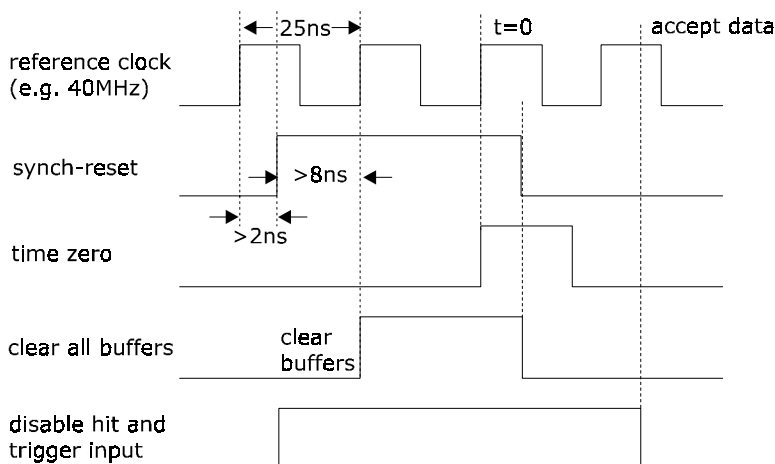 25ns
t=0
accept data
reference clock
(e.g. 40MHz)
synch-reset
>8ns
>2ns
time zero
clear all buffers
clear
buffers
disable hit and
trigger input